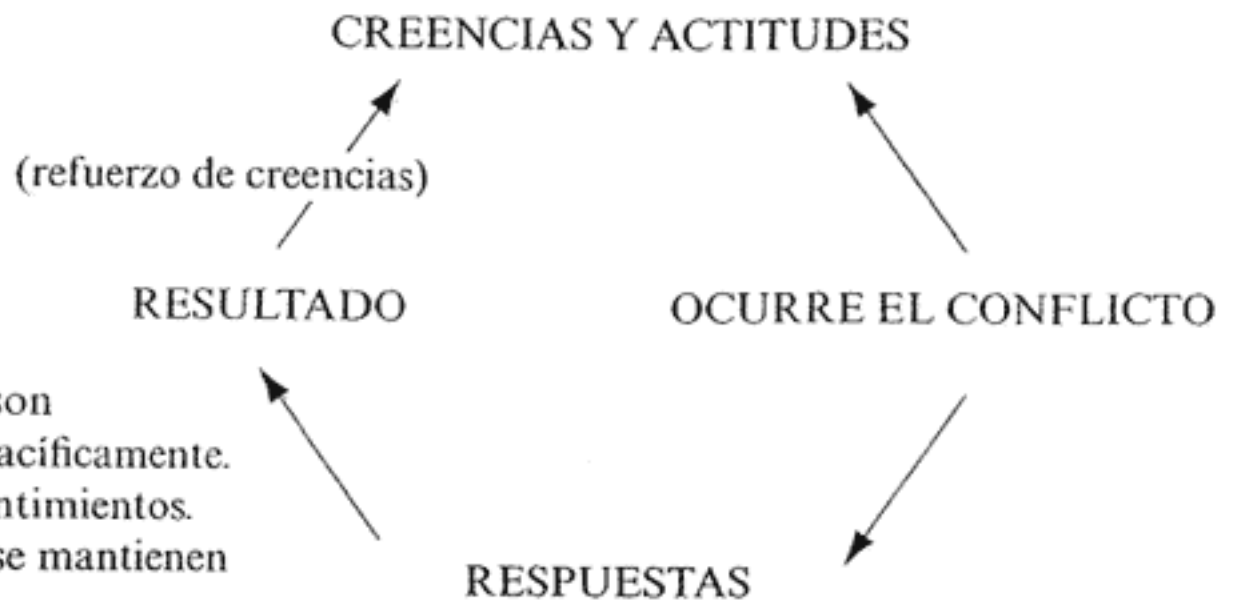 CREENCIAS Y ACTITUDES
(refuerzo de creencias)
RESULTADO
OCURRE EL CONFLICTO
son
acíficamente.
ntimientos.
se mantienen
RESPUESTAS